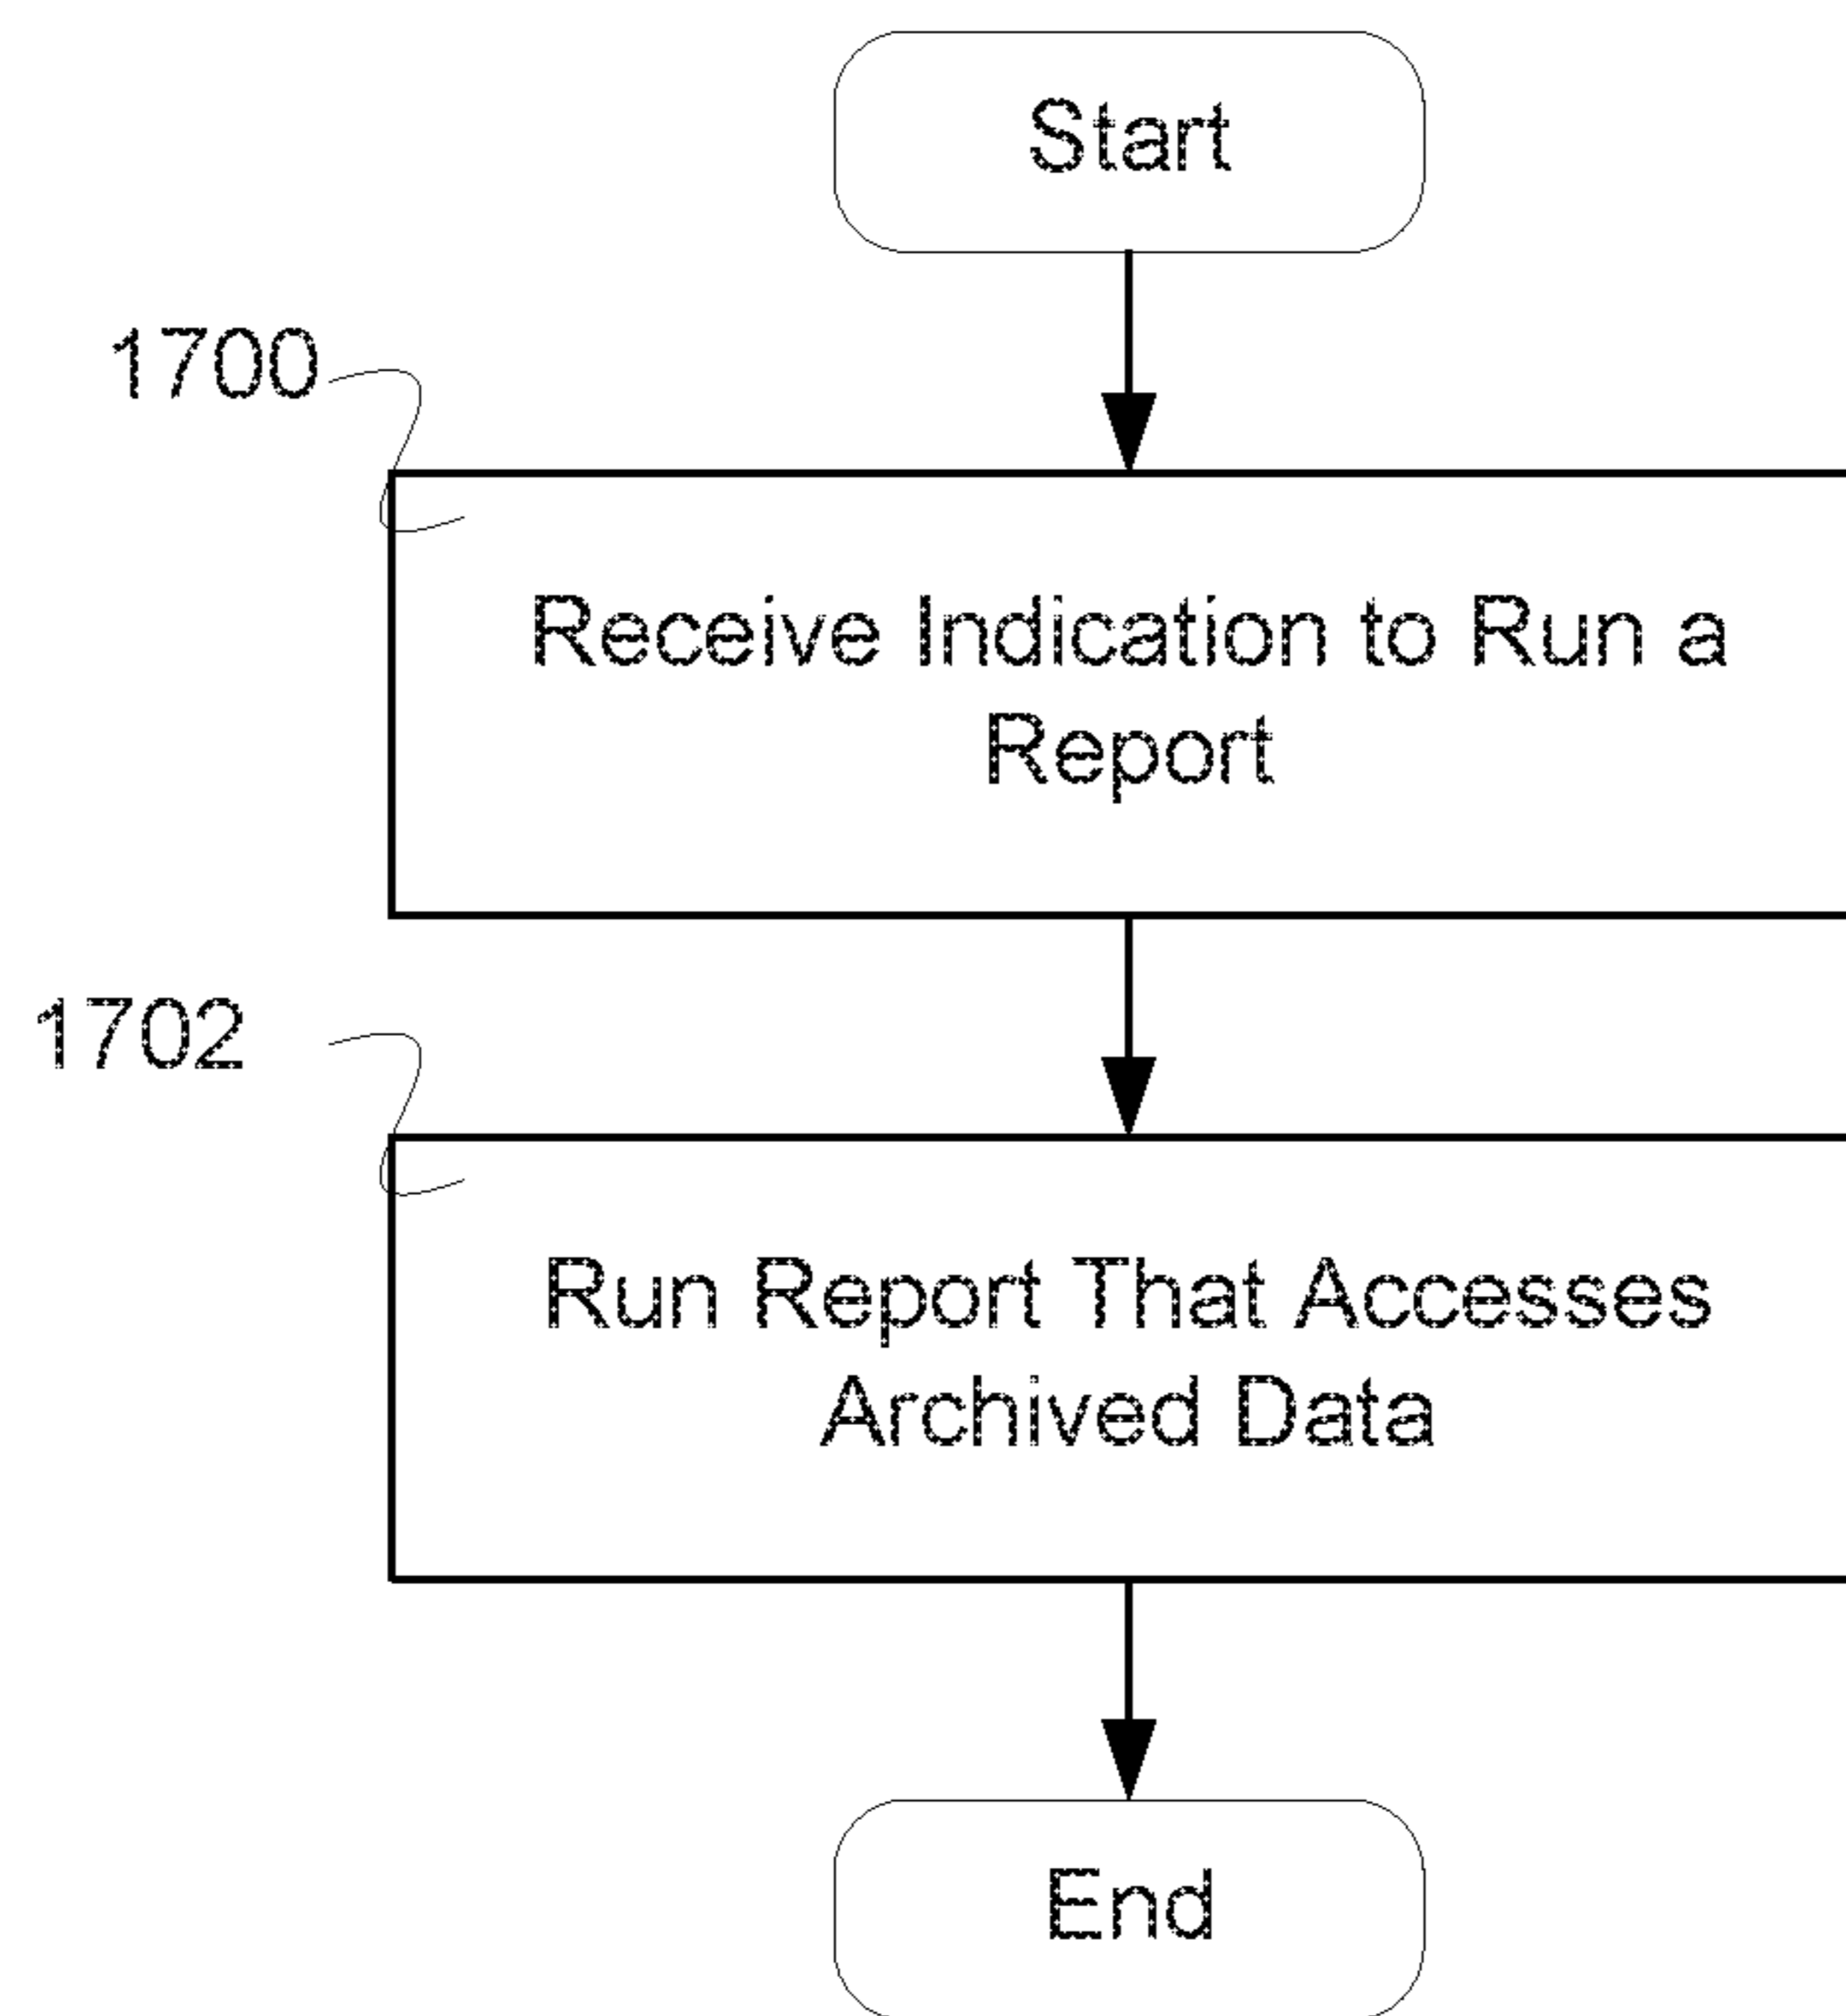 Start
1700
Receive Indication to Run a
Report
1702
Run Report That Accesses
Archived Data
End